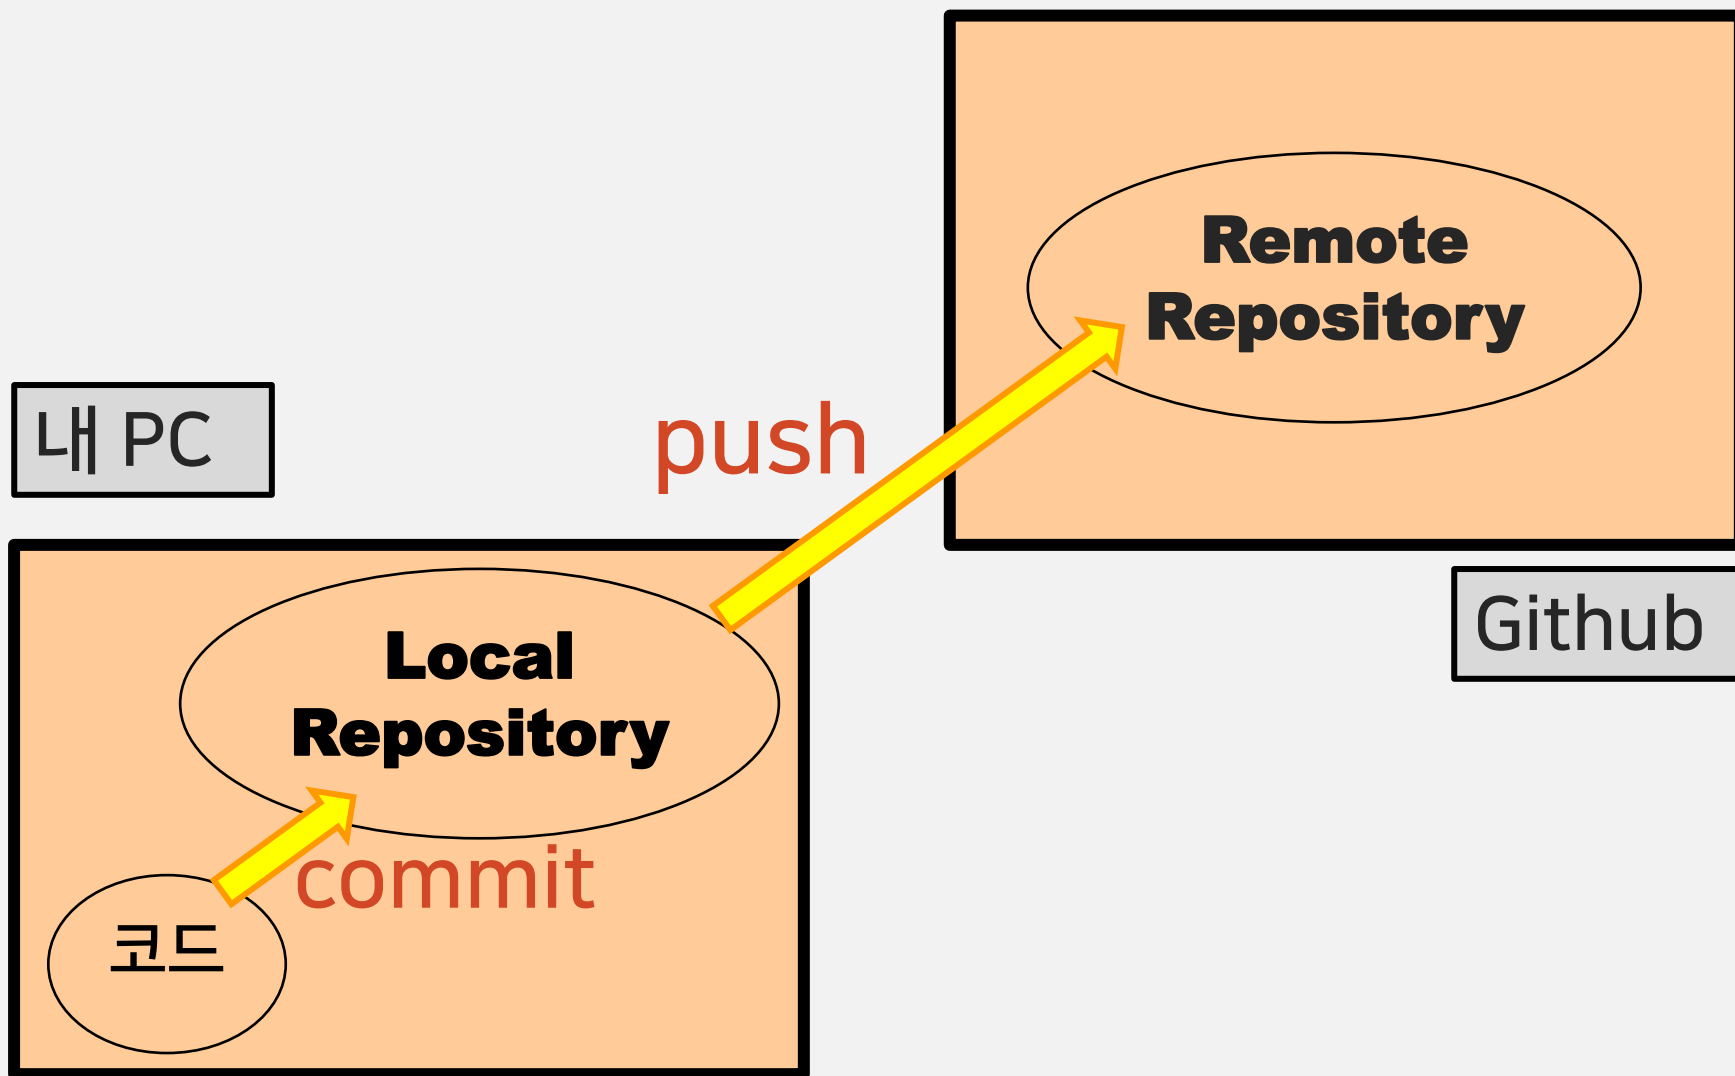 Remote
Repository
내 PC
push
Github
Local
Repository
commit
코드